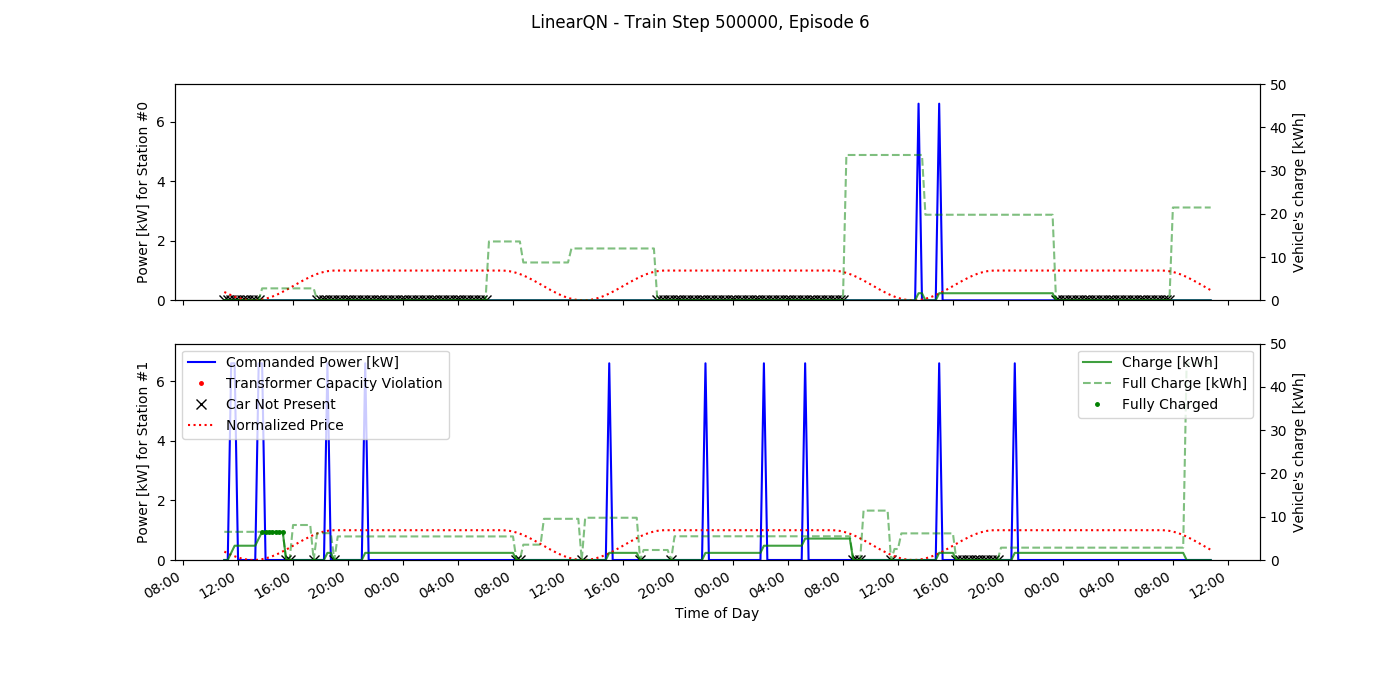 LinearQN - Train Step 500000, Episode 6
Power [kW] for Station #0
6
4
2
0
50
40
30
20
10
0
Vehicle's charge [kWh]
Power [kW] for Station #1
6
4
2
0
Commanded Power [kW]
Transformer Capacity Violation
Car Not Present
Normalized Price
Charge [kWh]
Full Charge [kWh]
Fully Charged
50
40
30
20
10
0
Vehicle's charge [kWh]
08:00 12:00 16:00 20:00 00:00 04:00 08:00 12:00 16:00 20:00 00:00 04:00 08:00 12:00 16:00 20:00 00:00 04:00 08:00 12:00
Time of Day